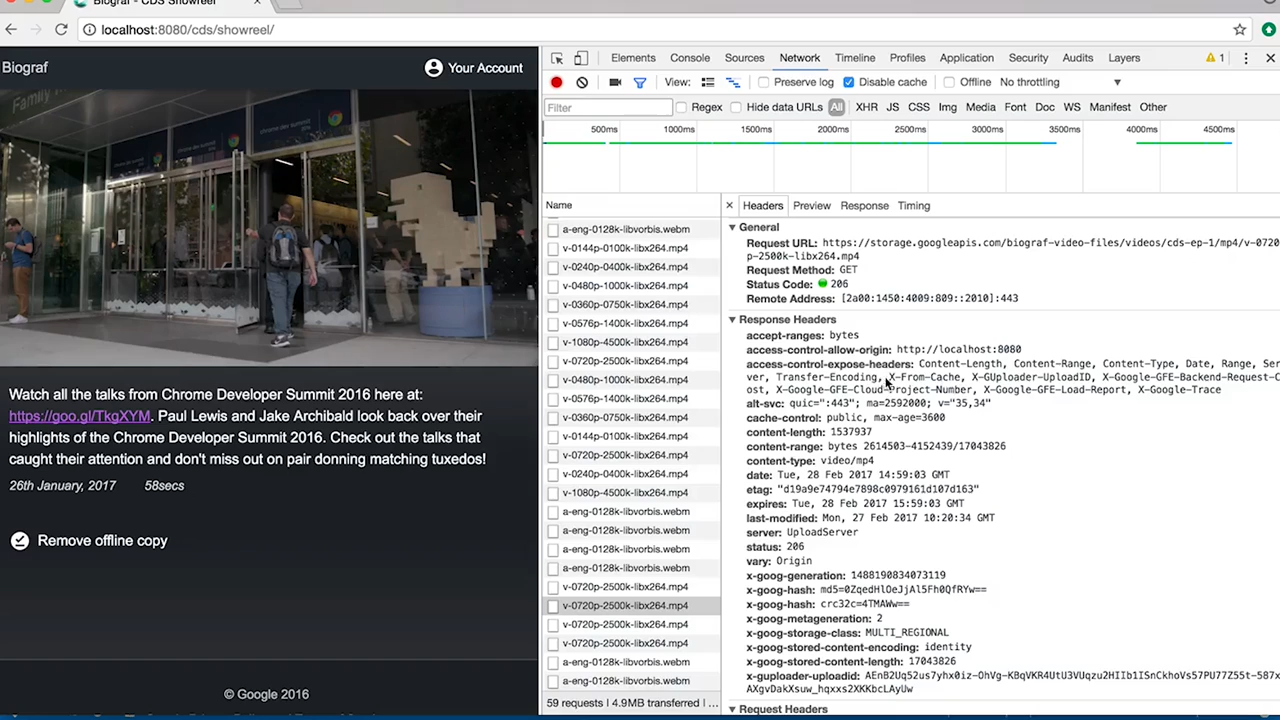 Biograf - CDS Showreel
localhost:8080/cds/showreel/
Biograf
Your Account
Family
chrome dev summit
Watch all the talks from Chrome Developer Summit 2016 here at:
https://goo.gl/TkgXYM. Paul Lewis and Jake Archibald look back over their
highlights of the Chrome Developer Summit 2016. Check out the talks that
caught their attention and don't miss out on pair donning matching tuxedos!
26th January, 2017 58secs
Remove offline copy
© Google 2016
Elements Console Sources Network Timeline Profiles Application Security Audits Layers 1
View: Preserve log Disable cache Offline No throttling
Filter Regex Hide data URLs All XHR JS CSS Img Media Font Doc WS Manifest Other
500ms 1000ms 1500ms 2000ms 2500ms 3000ms 3500ms 4000ms 4500ms
Name
a-eng-0128k-libvorbis.webm
v-0144p-0100k-libx264.mp4
v-0240p-0400k-libx264.mp4
v-0480p-1000k-libx264.mp4
v-0360p-0750k-libx264.mp4
v-0576p-1400k-libx264.mp4
v-1080p-4500k-libx264.mp4
v-0720p-2500k-libx264.mp4
v-0480p-1000k-libx264.mp4
v-0576p-1400k-libx264.mp4
v-0360p-0750k-libx264.mp4
v-0144p-0100k-libx264.mp4
v-0720p-2500k-libx264.mp4
v-0240p-0400k-libx264.mp4
v-1080p-4500k-libx264.mp4
a-eng-0128k-libvorbis.webm
a-eng-0128k-libvorbis.webm
a-eng-0128k-libvorbis.webm
a-eng-0128k-libvorbis.webm
v-0720p-2500k-libx264.mp4
v-0720p-2500k-libx264.mp4
v-0720p-2500k-libx264.mp4
v-0720p-2500k-libx264.mp4
a-eng-0128k-libvorbis.webm
a-eng-0128k-libvorbis.webm
59 requests | 4.9MB transferred | ...
Headers Preview Response Timing
General
Request URL: https://storage.googleapis.com/biograf-video-files/videos/cds-ep-1/mp4/v-0720
p-2500k-libx264.mp4
Request Method: GET
Status Code: 206
Remote Address: [2a00:1450:4009:809::2010]:443
Response Headers
accept-ranges: bytes
access-control-allow-origin: http://localhost:8080
access-control-expose-headers: Content-Length, Content-Range, Content-Type, Date, Range, Ser
ver, Transfer-Encoding, X-From-Cache, X-GUploader-UploadID, X-Google-GFE-Backend-Request-C
ost, X-Google-GFE-Cloud-Project-Number, X-Google-GFE-Load-Report, X-Google-Trace
alt-svc: quic=":443"; ma=2592000; v="35,34"
cache-control: public, max-age=3600
content-length: 1537937
content-range: bytes 2614503-4152439/17043826
content-type: video/mp4
date: Tue, 28 Feb 2017 14:59:03 GMT
etag: "d19a9e74794e7898c0979161d107d163"
expires: Tue, 28 Feb 2017 15:59:03 GMT
last-modified: Mon, 27 Feb 2017 10:20:34 GMT
server: UploadServer
status: 206
vary: Origin
x-goog-generation: 1488190834073119
x-goog-hash: md5=0ZqedHlOeJjAl5Fh0QfRYw==
x-goog-hash: crc32c=4TMAWw==
x-goog-metageneration: 2
x-goog-storage-class: MULTI_REGIONAL
x-goog-stored-content-encoding: identity
x-goog-stored-content-length: 17043826
x-guploader-uploadid: AEnB2Uq52us7yhx0iz-OhVg-KBqVKR4UtU3VUqzu2HIIb1ISnCkhoVs57PU77Z55t-587x
AXgvDakXsuw_hqxxs2XKKbcLAyUw
Request Headers